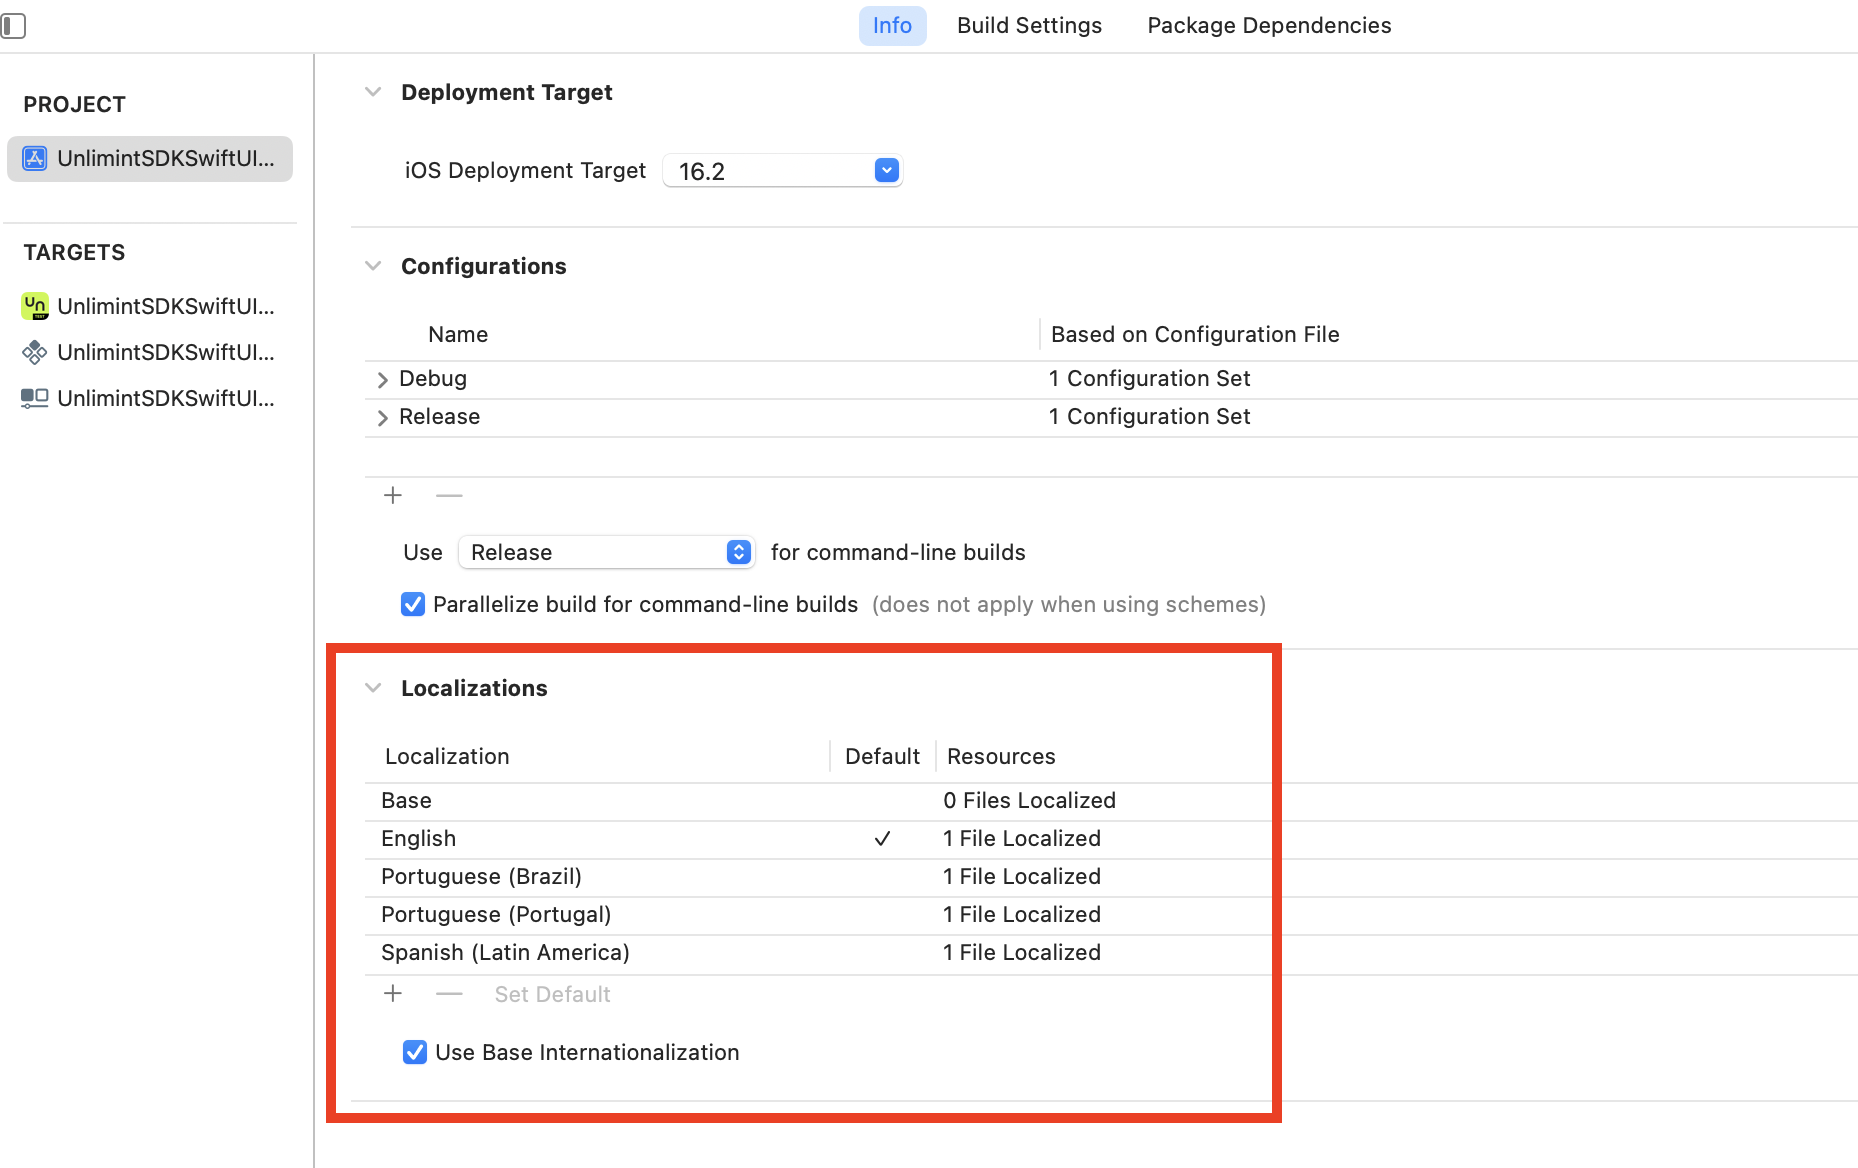 Info Build Settings Package Dependencies
PROJECT
UnlimintSDKSwiftUI...
TARGETS
Un
TEST
UnlimintSDKSwiftUI...
UnlimintSDKSwiftUI...
UnlimintSDKSwiftUI...
Deployment Target
iOS Deployment Target 16.2
Configurations
Name Based on Configuration File
Debug 1 Configuration Set
Release 1 Configuration Set
Use Release for command-line builds
Parallelize build for command-line builds (does not apply when using schemes)
Localizations
Localization Default Resources
Base 0 Files Localized
English ✓ 1 File Localized
Portuguese (Brazil) 1 File Localized
Portuguese (Portugal) 1 File Localized
Spanish (Latin America) 1 File Localized
+ — Set Default
Use Base Internationalization